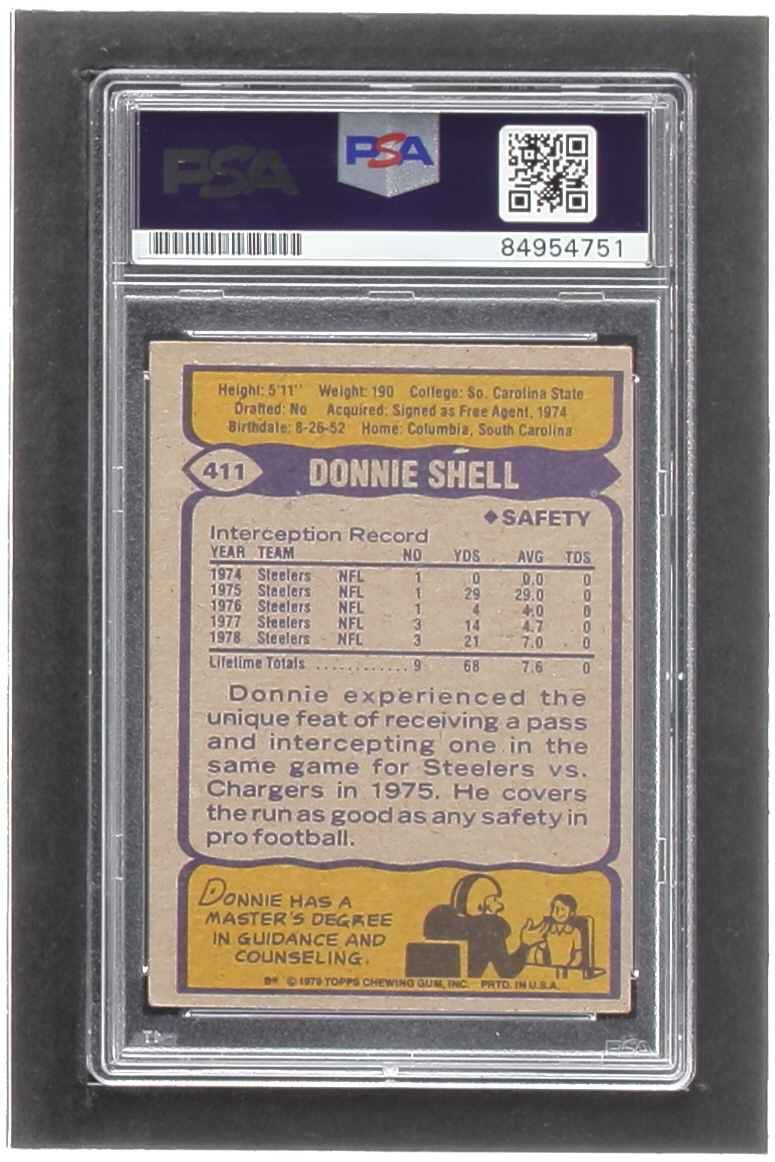 PSA PSA
84954751
Height: 5'11" Weight: 190 College: So. Carolina State
Drafted: No Acquired: Signed as Free Agent, 1974
Birthdate: 8-26-52 Home: Columbia, South Carolina
411 DONNIE SHELL
◆SAFETY
Interception Record
YEAR TEAM NO YDS AVG TDS
1974 Steelers NFL 1 0 0.0 0
1975 Steelers NFL 1 29 29.0 0
1976 Steelers NFL 1 4 4.0 0
1977 Steelers NFL 3 14 4.7 0
1978 Steelers NFL 3 21 7.0 0
Lifetime Totals ............ 9 68 7.6 0
Donnie experienced the
unique feat of receiving a pass
and intercepting one in the
same game for Steelers vs.
Chargers in 1975. He covers
the run as good as any safety in
pro football.
DONNIE HAS A
MASTER'S DEGREE
IN GUIDANCE AND
COUNSELING.
B* © 1979 TOPPS CHEWING GUM, INC. PRTD. IN U.S.A.
PSA